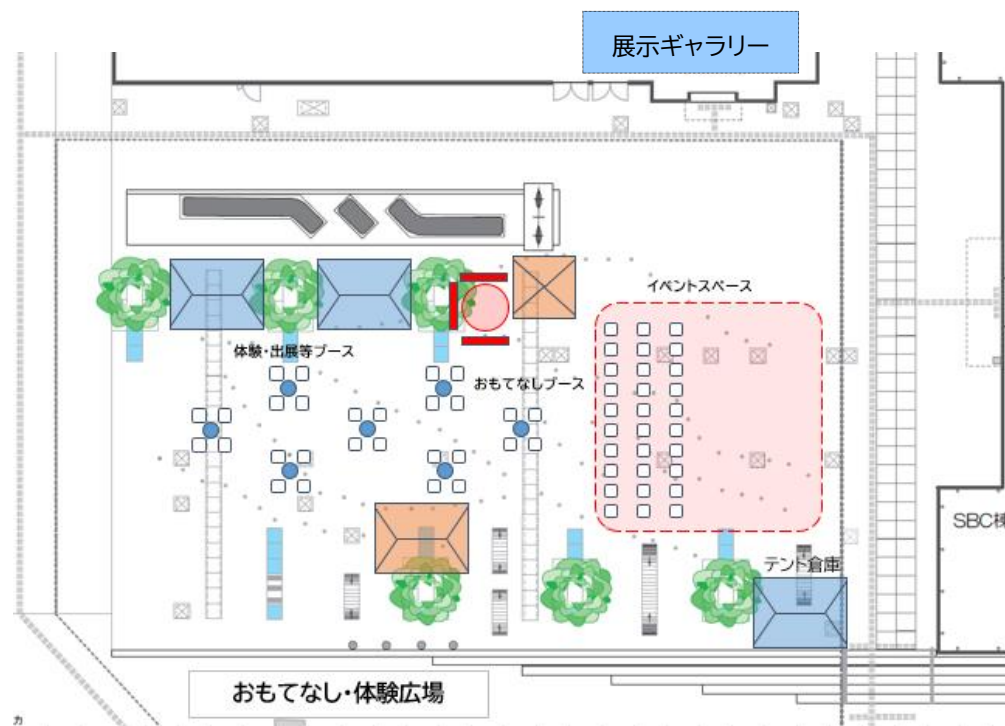 展示ギャラリー
イベントスペース
体験・出展等ブース
おもてなしブース
SBC棟
テント倉庫
おもてなし・体験広場
カ